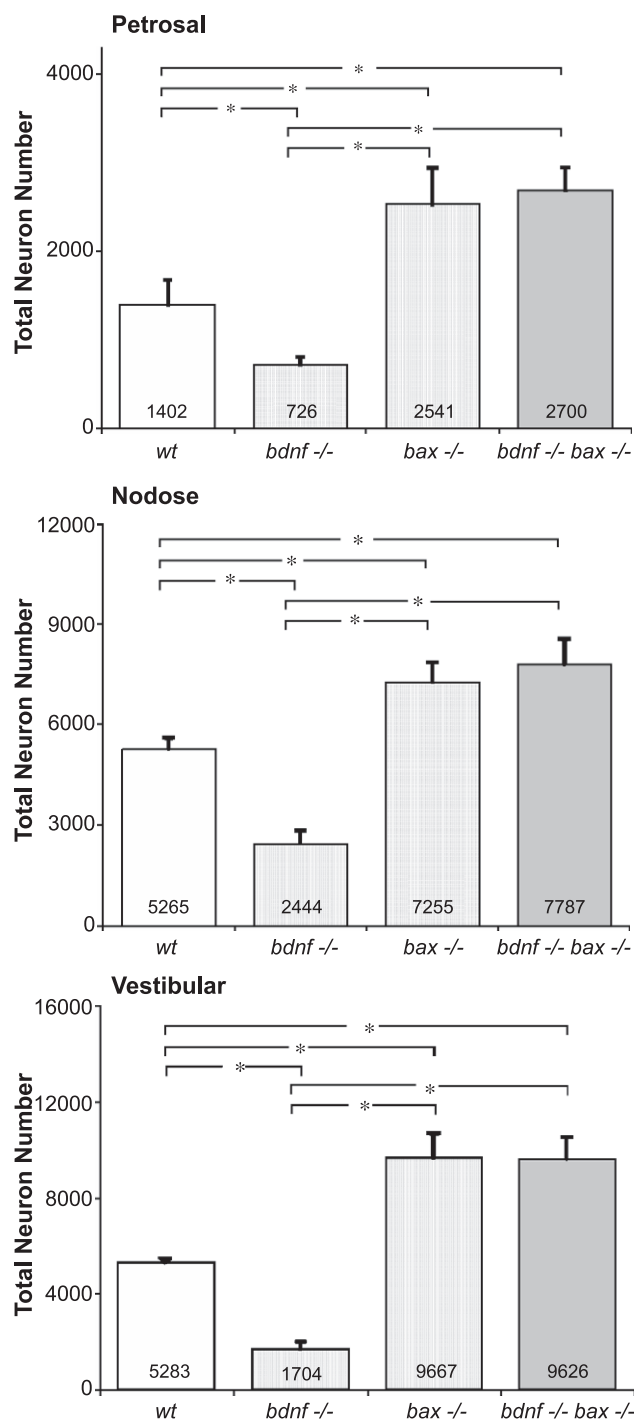 Petrosal
Total Neuron Number
4000
2000
0
*
*
*
*
*
1402 726 2541 2700
wt bdnf -/- bax -/- bdnf -/- bax -/-
Nodose
Total Neuron Number
12000
9000
6000
3000
0
*
*
*
*
*
5265 2444 7255 7787
wt bdnf -/- bax -/- bdnf -/- bax -/-
Vestibular
Total Neuron Number
16000
12000
8000
4000
0
*
*
*
*
*
5283 1704 9667 9626
wt bdnf -/- bax -/- bdnf -/- bax -/-